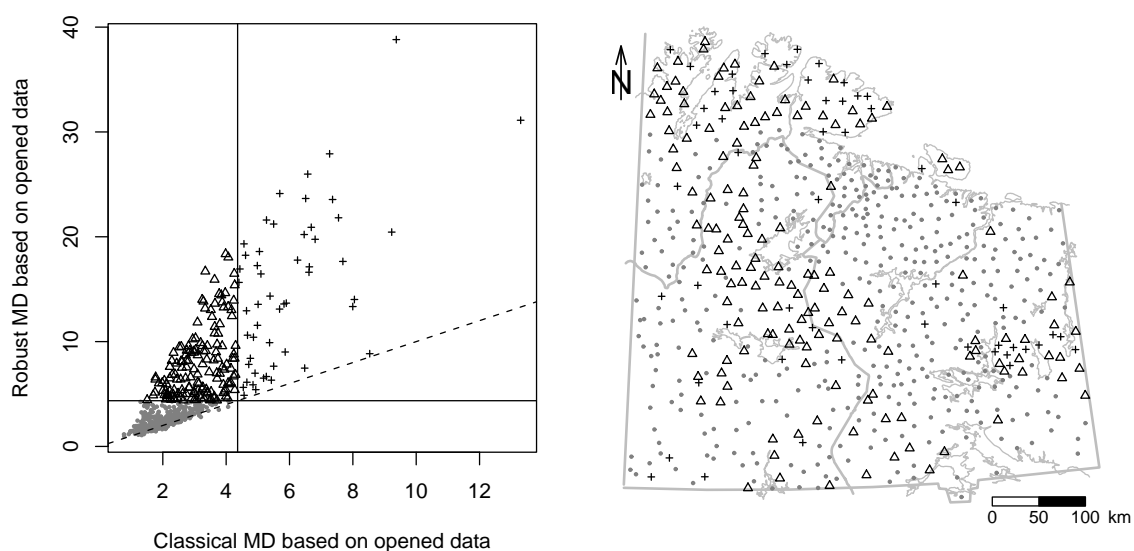 40
30
20
10
0
Robust MD based on opened data
2 4 6 8 10 12
Classical MD based on opened data
N
0 50 100 km